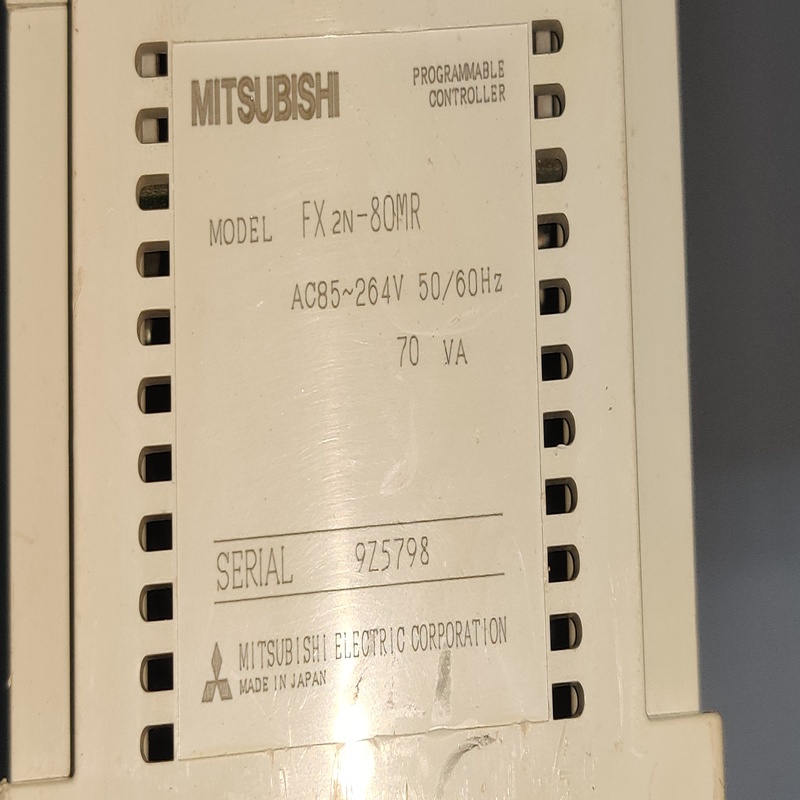 MITSUBISHI
PROGRAMMABLE
CONTROLLER
MODEL FX2N-80MR
AC85~264V 50/60Hz
70 VA
SERIAL 9Z5798
MITSUBISHI ELECTRIC CORPORATION
MADE IN JAPAN